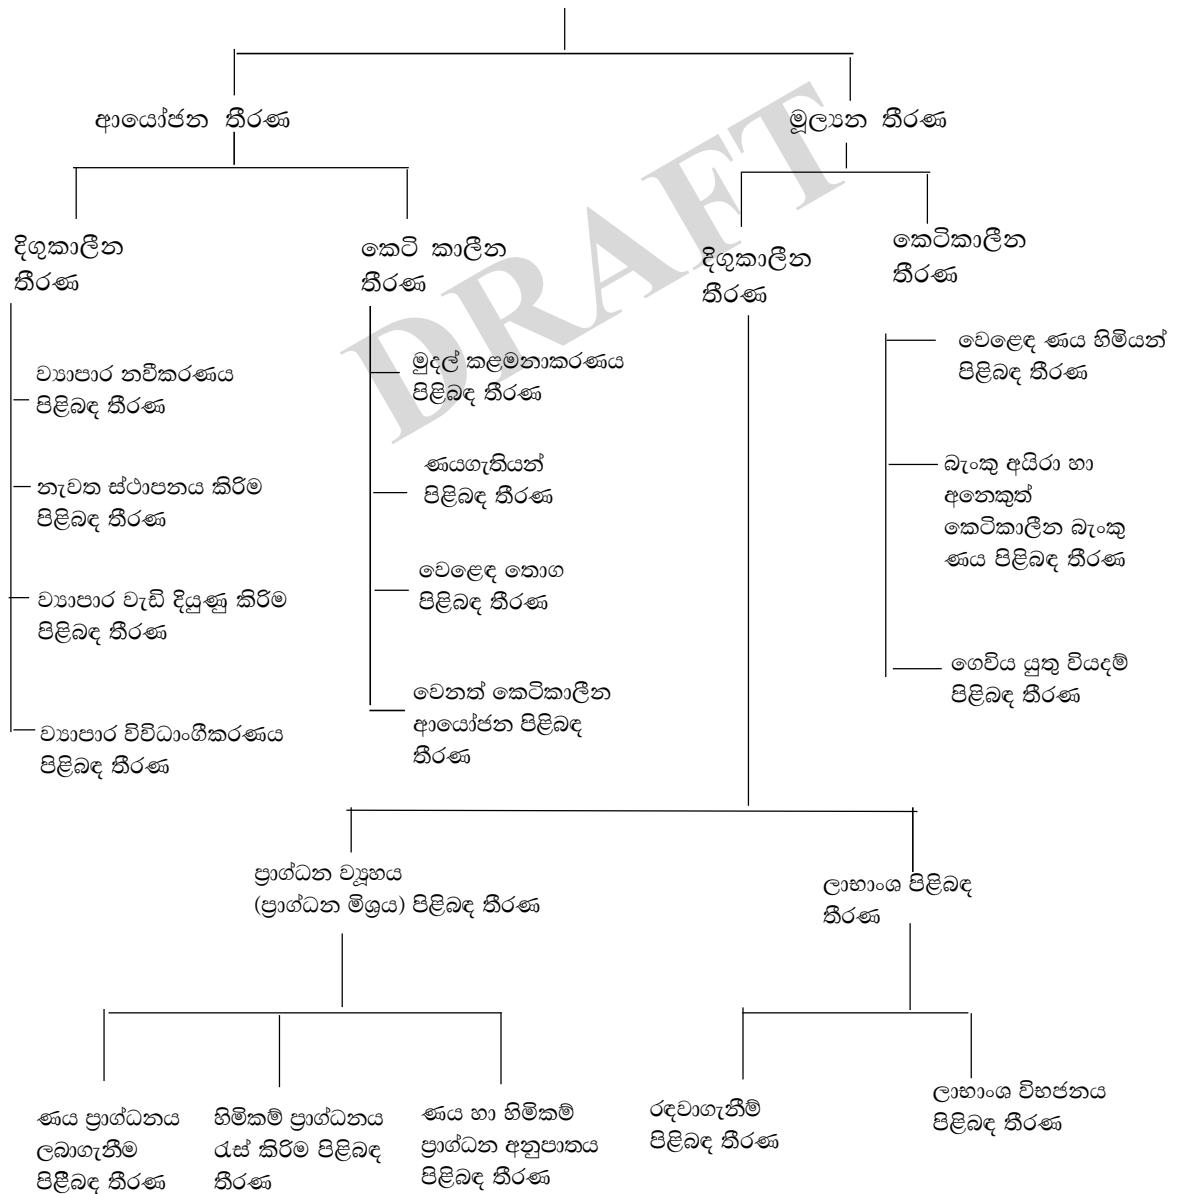 ආයෝජන තීරණ
මූල්‍යන තීරණ
දිගුකාලීන
තීරණ
කෙටි කාලීන
තීරණ
දිගුකාලීන
තීරණ
කෙටිකාලීන
තීරණ
ව්‍යාපාර නවීකරණය
පිළිබඳ තීරණ
නැවත ස්ථාපනය කිරිම
පිළිබඳ තීරණ
ව්‍යාපාර වැඩි දියුණු කිරිම
පිළිබඳ තීරණ
ව්‍යාපාර විවිධාංගීකරණය
පිළිබඳ තීරණ
මුදල් කළමනාකරණය
පිළිබඳ තීරණ
ණයගැතියන්
පිළිබඳ තීරණ
වෙළෙඳ තොග
පිළිබඳ තීරණ
වෙනත් කෙටිකාලීන
ආයෝජන පිළිබඳ
තීරණ
වෙළෙඳ ණය හිමියන්
පිළිබඳ තීරණ
බැංකු අයිරා හා
අනෙකුත්
කෙටිකාලීන බැංකු
ණය පිළිබඳ තීරණ
ගෙවිය යුතු වියදම්
පිළිබඳ තීරණ
ප්‍රාග්ධන ව්‍යූහය
(ප්‍රාග්ධන මිශ්‍රය) පිළිබඳ තීරණ
ලාභාංශ පිළිබඳ
තීරණ
ණය ප්‍රාග්ධනය
ලබාගැනීම
පිළීබඳ තීරණ
හිමිකම් ප්‍රාග්ධනය
රැස් කිරිම පිළිබඳ
තීරණ
ණය හා හිමිකම්
ප්‍රාග්ධන අනුපාතය
පිළිබඳ තීරණ
රඳවාගැනීම්
පිළිබඳ තීරණ
ලාභාංශ විභජනය
පිළිබඳ තීරණ
DRAFT